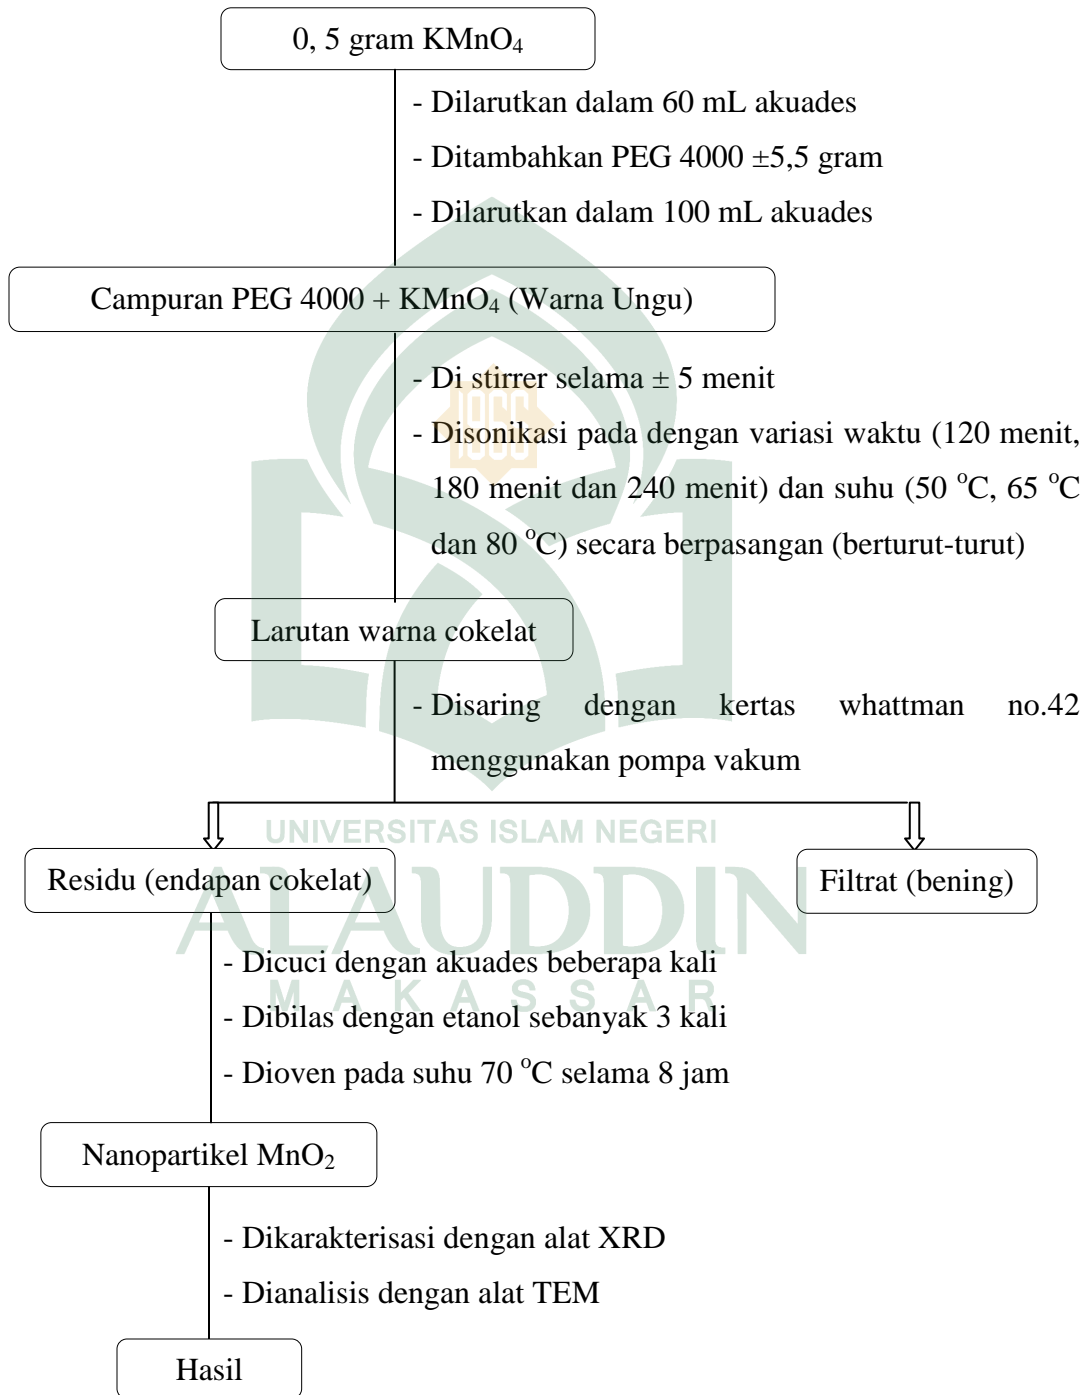 0, 5 gram KMnO₄
- Dilarutkan dalam 60 mL akuades
- Ditambahkan PEG 4000 ±5,5 gram
- Dilarutkan dalam 100 mL akuades
Campuran PEG 4000 + KMnO₄ (Warna Ungu)
- Di stirrer selama ± 5 menit
- Disonikasi pada dengan variasi waktu (120 menit,
180 menit dan 240 menit) dan suhu (50 °C, 65 °C
dan 80 °C) secara berpasangan (berturut-turut)
1965
Larutan warna cokelat
- Disaring dengan kertas whattman no.42
menggunakan pompa vakum
UNIVERSITAS ISLAM NEGERI
Residu (endapan cokelat)
Filtrat (bening)
ALAUDDIN
- Dicuci dengan akuades beberapa kali
MAKASSAR
- Dibilas dengan etanol sebanyak 3 kali
- Dioven pada suhu 70 °C selama 8 jam
Nanopartikel MnO₂
- Dikarakterisasi dengan alat XRD
- Dianalisis dengan alat TEM
Hasil